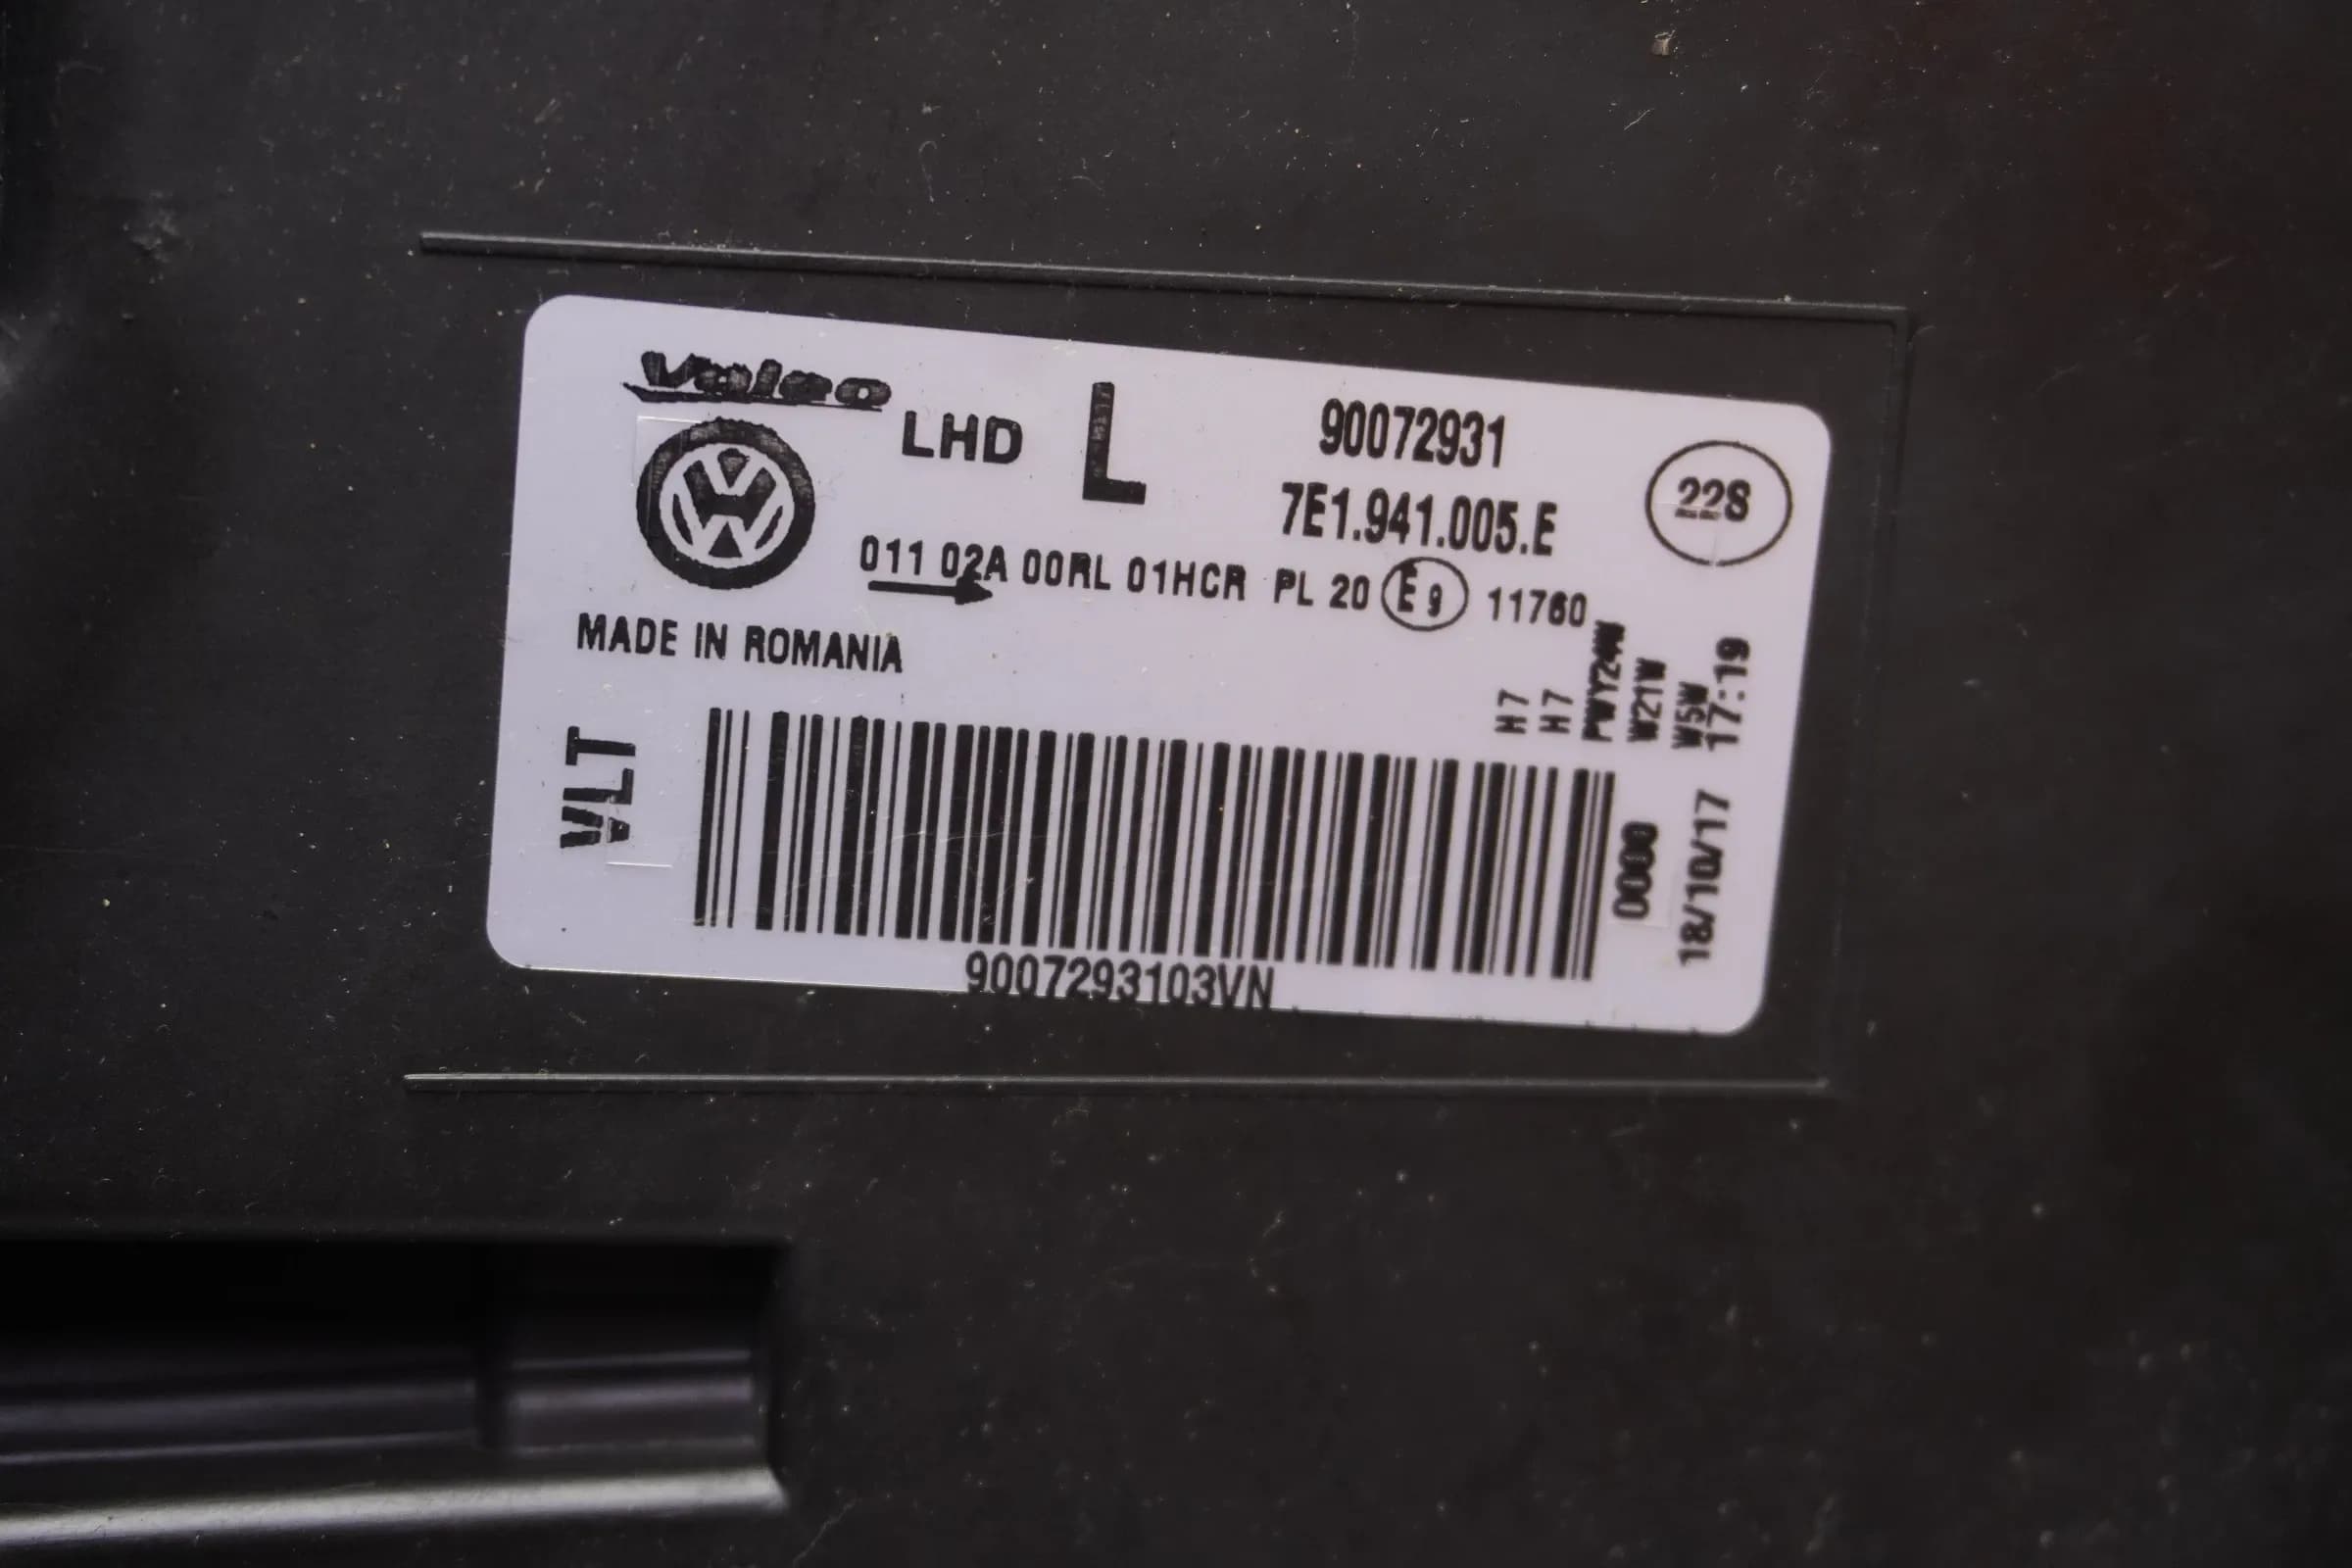 Valeo
LHD L
90072931
7E1.941.005.E
228
011 02A 00RL 01HCR PL 20 E9 11760
MADE IN ROMANIA
H7
H7
PWY24W
W21W
W5W
17:19
VLT
0000
18/10/17
9007293103VN